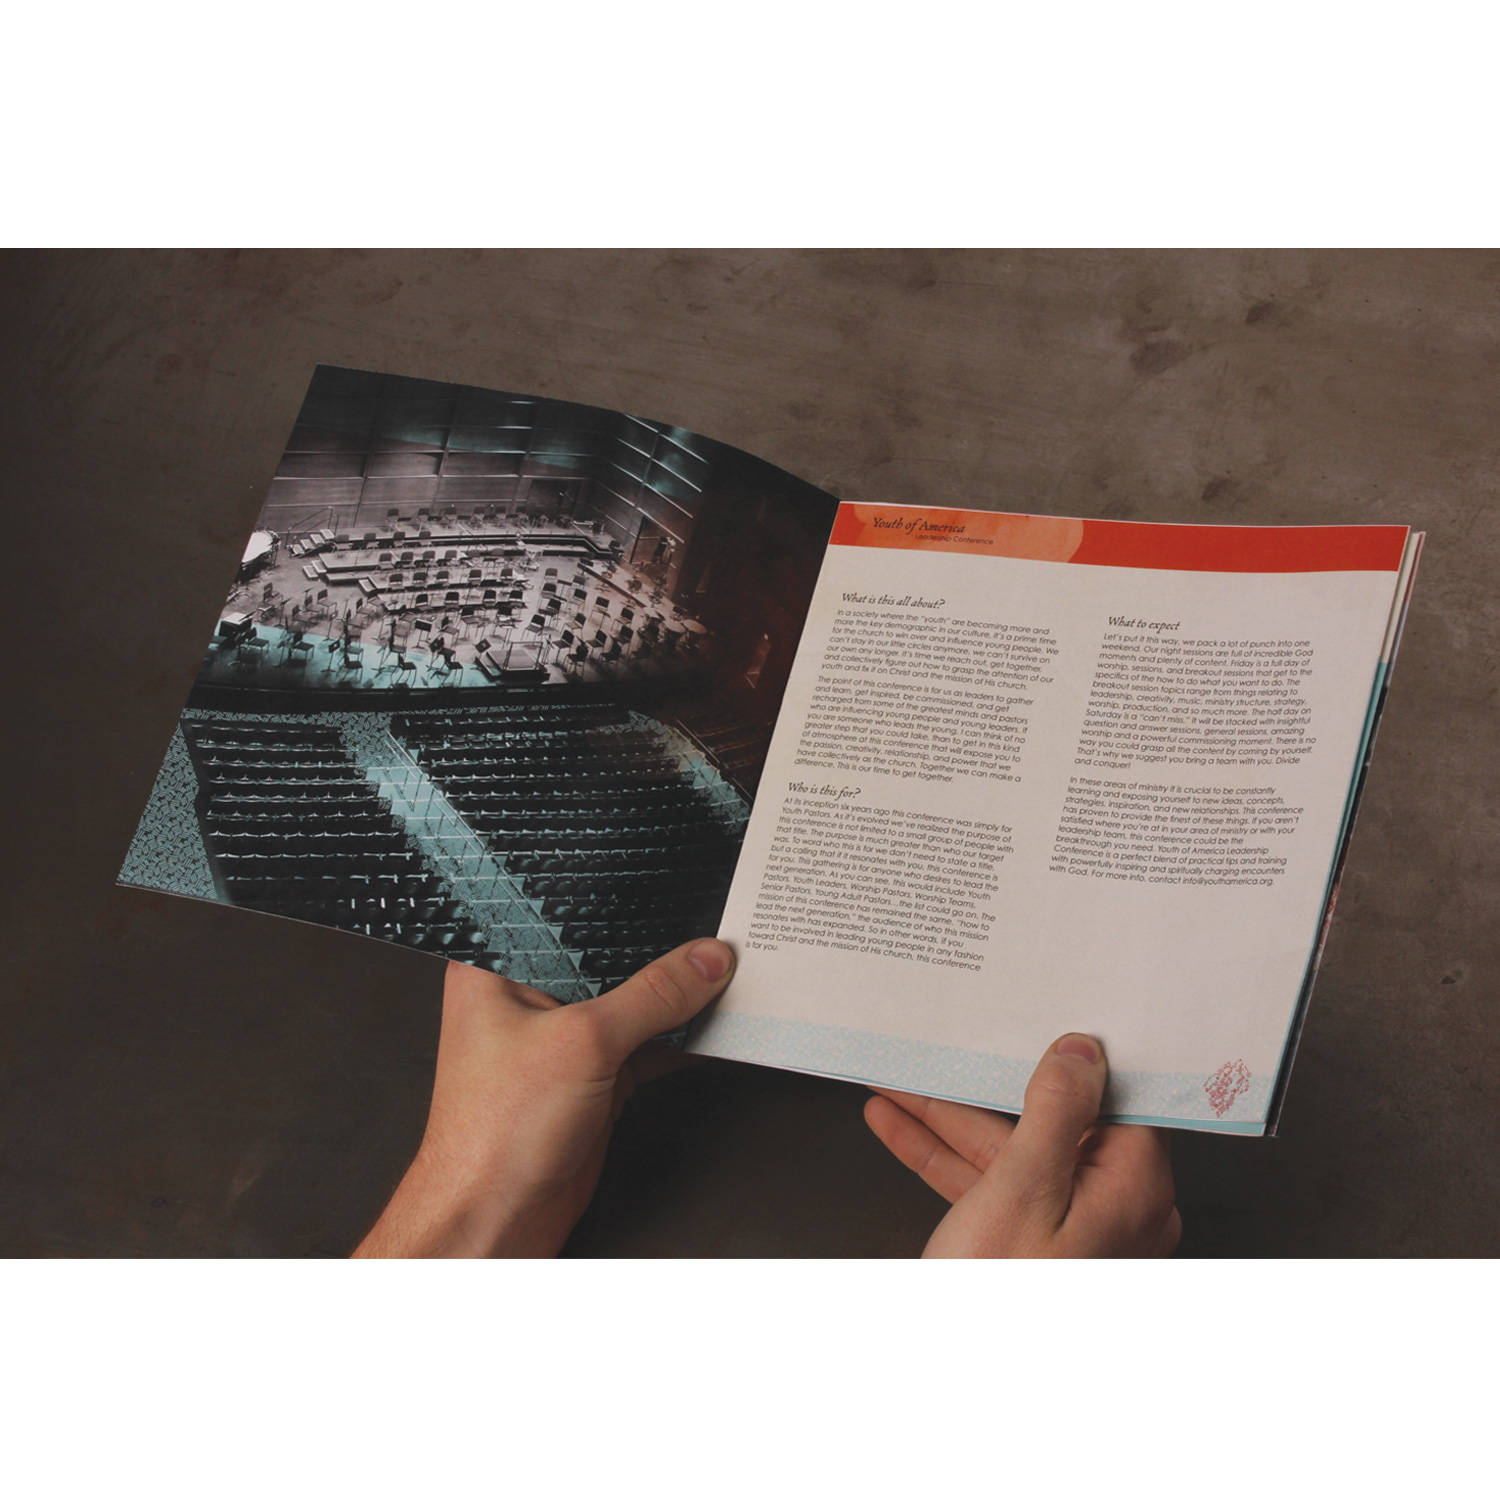 Youth of America
Leadership Conference
What is this all about?
In a society where the "youth" are becoming more and
more the key demographic in our culture, it's a prime time
for the church to win over and influence young people. We
can't stay in our little circles anymore, we can't survive on
our own any longer. It's time we reach out, get together,
and collectively figure out how to grasp the attention of our
youth and fix it on Christ and the mission of His church.
The point of this conference is for us as leaders to gather
and learn, get inspired, be commissioned, and get
recharged from some of the greatest minds and pastors
who are influencing young people and young leaders. If
you are someone who leads the young, I can think of no
greater step that you could take, than to get in this kind
of atmosphere at this conference that will expose you to
the passion, creativity, relationship, and power that we
have collectively as the church. Together we can make a
difference. This is our time to get together.
Who is this for?
At its inception six years ago this conference was simply for
Youth Pastors. As it's evolved we've realized the purpose of
this conference is not limited to a small group of people with
that title. The purpose is much greater than who our target
was. To word who this is for we don't need to state a title,
but a calling that if it resonates with you, this conference is
for you. This gathering is for anyone who desires to lead the
next generation. As you can see, this would include Youth
Pastors, Youth Leaders, Worship Pastors, Worship Teams,
Senior Pastors, Young Adult Pastors...the list could go on. The
mission of this conference has remained the same, "how to
lead the next generation," the audience of who this mission
resonates with has expanded. So in other words, if you
want to be involved in leading young people in any fashion
toward Christ and the mission of His church, this conference
is for you.
What to expect
Let's put it this way, we pack a lot of punch into one
weekend. Our night sessions are full of incredible God
moments and plenty of content. Friday is a full day of
worship, sessions, and breakout sessions that get to the
specifics of the how to do what you want to do. The
breakout session topics range from things relating to
leadership, creativity, music, ministry structure, strategy,
worship, production, and so much more. The half day on
Saturday is a "can't miss." It will be stacked with insightful
question and answer sessions, general sessions, amazing
worship and a powerful commissioning moment. There is no
way you could grasp all the content by coming by yourself.
That's why we suggest you bring a team with you. Divide
and conquer!
In these areas of ministry it is crucial to be constantly
learning and exposing yourself to new ideas, concepts,
strategies, inspiration, and new relationships. This conference
has proven to provide the finest of these things. If you aren't
satisfied where you're at in your area of ministry or with your
leadership team, this conference could be the
breakthrough you need. Youth of America Leadership
Conference is a perfect blend of practical tips and training
with powerfully inspiring and spiritually charging encounters
with God. For more info, contact info@youthamerica.org.